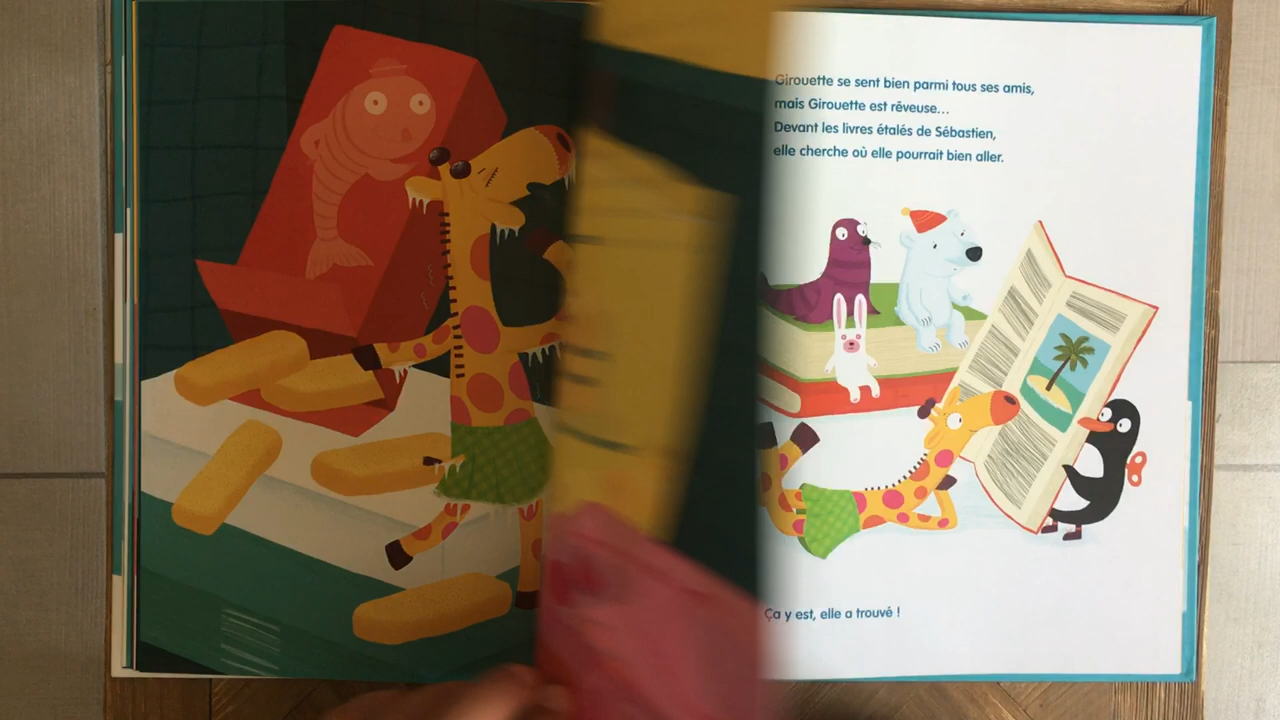 Girouette se sent bien parmi tous ses amis,
mais Girouette est rêveuse...
Devant les livres étalés de Sébastien,
elle cherche où elle pourrait bien aller.
Ça y est, elle a trouvé !